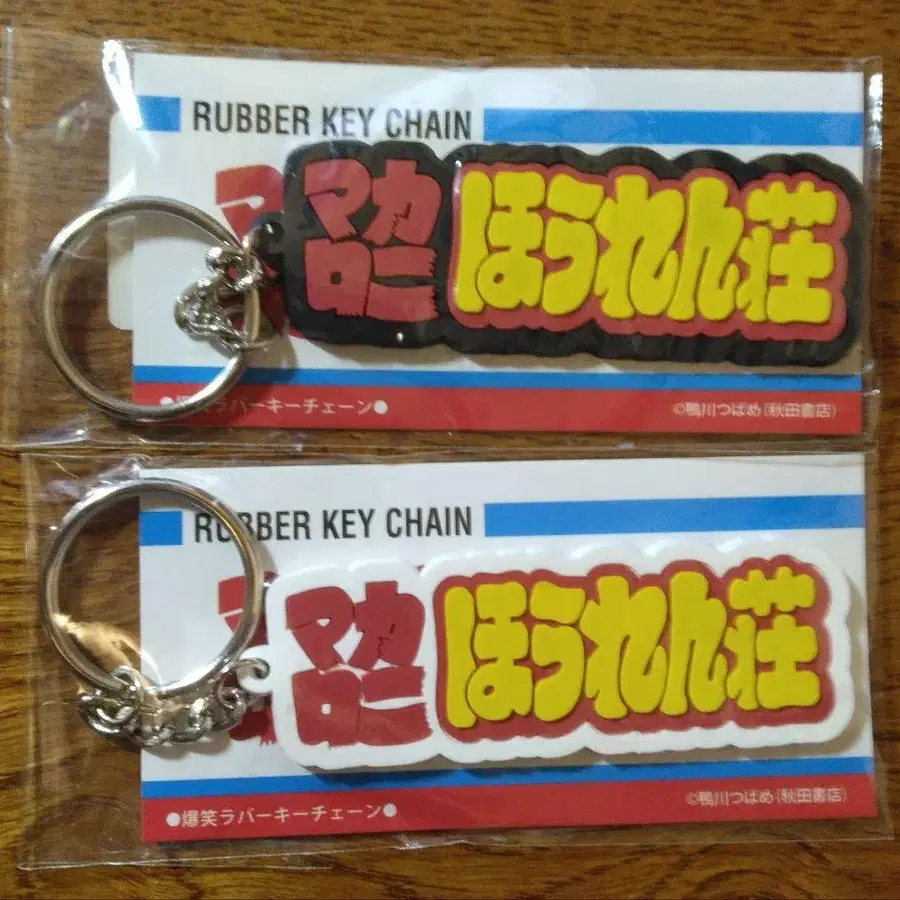 RUBBER KEY CHAIN
マカ
ロニ
ほうれん荘
●爆笑ラバーキーチェーン●
©鴨川つばめ(秋田書店)
RUBBER KEY CHAIN
マカ
ロニ
ほうれん荘
●爆笑ラバーキーチェーン●
©鴨川つばめ(秋田書店)